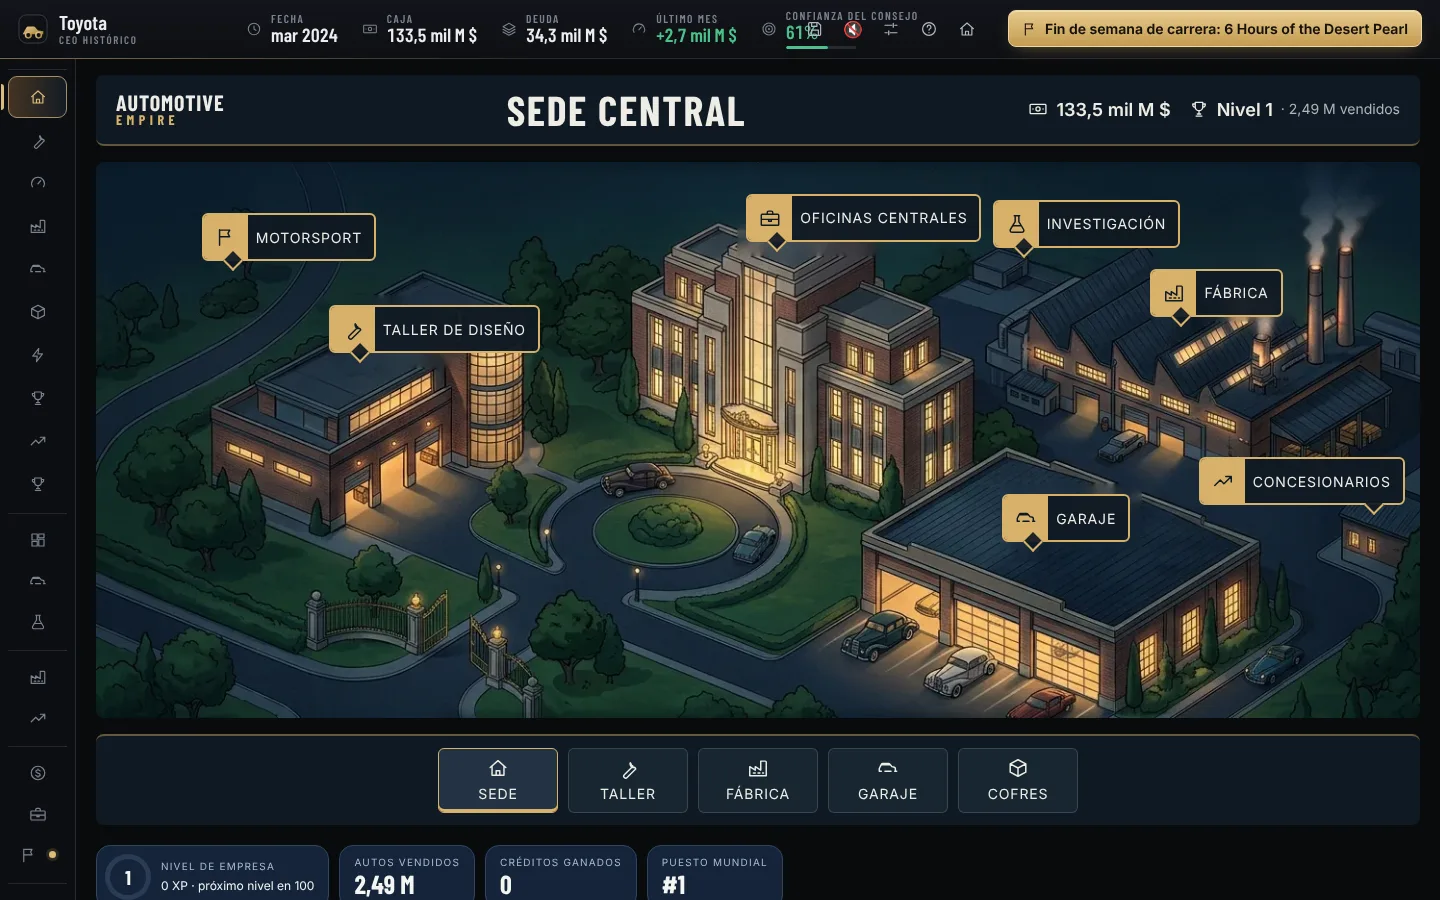 Toyota
CEO HISTÓRICO
FECHA
mar 2024
CAJA
133,5 mil M $
DEUDA
34,3 mil M $
ÚLTIMO MES
+2,7 mil M $
CONFIANZA DEL CONSEJO
61%
Fin de semana de carrera: 6 Hours of the Desert Pearl
AUTOMOTIVE
EMPIRE
SEDE CENTRAL
133,5 mil M $
Nivel 1 · 2,49 M vendidos
MOTORSPORT
OFICINAS CENTRALES
INVESTIGACIÓN
FÁBRICA
TALLER DE DISEÑO
CONCESIONARIOS
GARAJE
SEDE
TALLER
FÁBRICA
GARAJE
COFRES
1
NIVEL DE EMPRESA
0 XP · próximo nivel en 100
AUTOS VENDIDOS
2,49 M
CRÉDITOS GANADOS
0
PUESTO MUNDIAL
#1